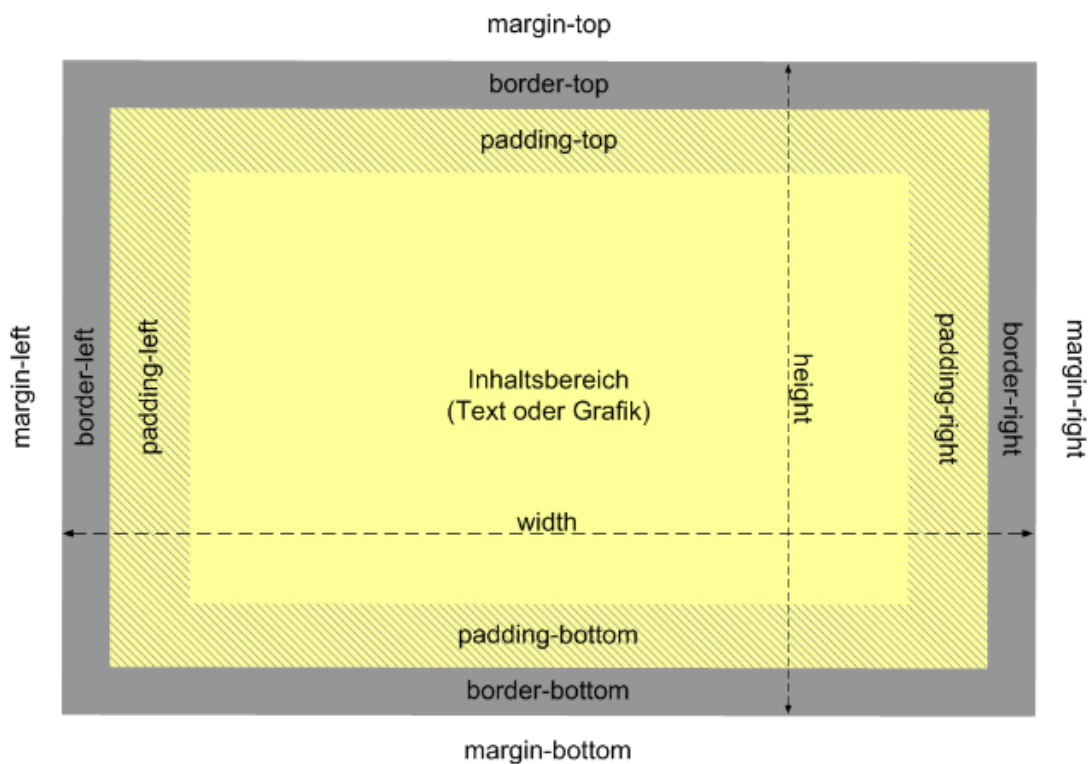 margin-top
border-top
padding-top
margin-left
border-left
padding-left
Inhaltsbereich
(Text oder Grafik)
height
padding-right
border-right
margin-right
width
padding-bottom
border-bottom
margin-bottom